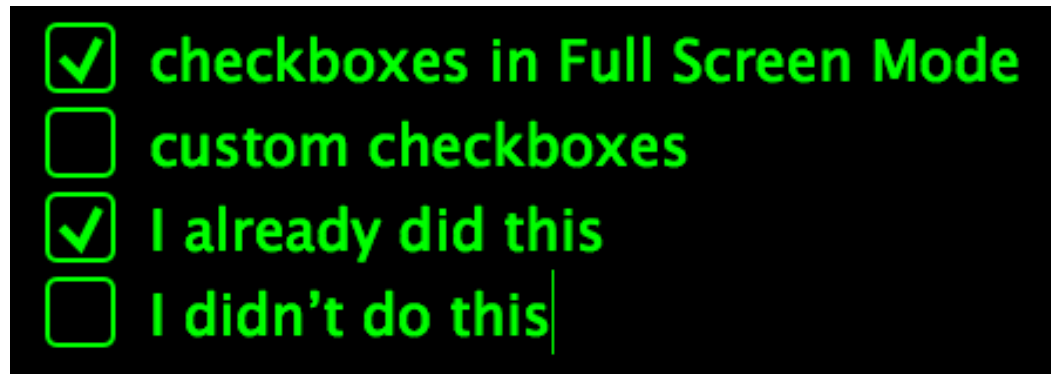 checkboxes in Full Screen Mode
custom checkboxes
I already did this
I didn’t do this